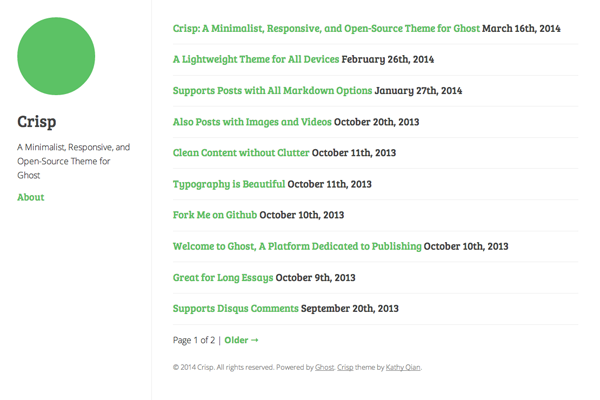 Crisp
A Minimalist, Responsive, and
Open-Source Theme for
Ghost
About
Crisp: A Minimalist, Responsive, and Open-Source Theme for Ghost March 16th, 2014
A Lightweight Theme for All Devices February 26th, 2014
Supports Posts with All Markdown Options January 27th, 2014
Also Posts with Images and Videos October 20th, 2013
Clean Content without Clutter October 11th, 2013
Typography is Beautiful October 11th, 2013
Fork Me on Github October 10th, 2013
Welcome to Ghost, A Platform Dedicated to Publishing October 10th, 2013
Great for Long Essays October 9th, 2013
Supports Disqus Comments September 20th, 2013
Page 1 of 2 | Older →
© 2014 Crisp. All rights reserved. Powered by Ghost. Crisp theme by Kathy Qian.